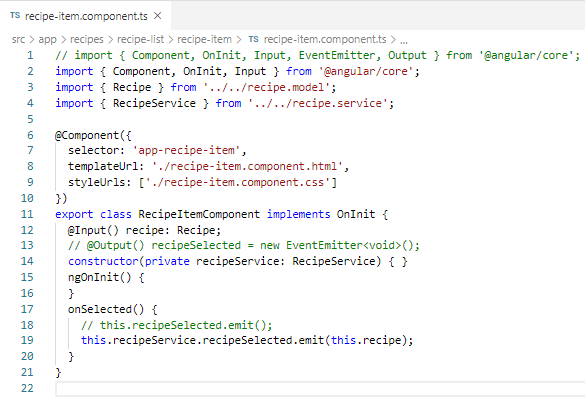 TS recipe-item.component.ts ×
src > app > recipes > recipe-list > recipe-item > TS recipe-item.component.ts > ...
1 // import { Component, OnInit, Input, EventEmitter, Output } from '@angular/core';
2 import { Component, OnInit, Input } from '@angular/core';
3 import { Recipe } from '../../recipe.model';
4 import { RecipeService } from '../../recipe.service';
5
6 @Component({
7   selector: 'app-recipe-item',
8   templateUrl: './recipe-item.component.html',
9   styleUrls: ['./recipe-item.component.css']
10 })
11 export class RecipeItemComponent implements OnInit {
12   @Input() recipe: Recipe;
13   // @Output() recipeSelected = new EventEmitter<void>();
14   constructor(private recipeService: RecipeService) { }
15   ngOnInit() {
16   }
17   onSelected() {
18     // this.recipeSelected.emit();
19     this.recipeService.recipeSelected.emit(this.recipe);
20   }
21 }
22